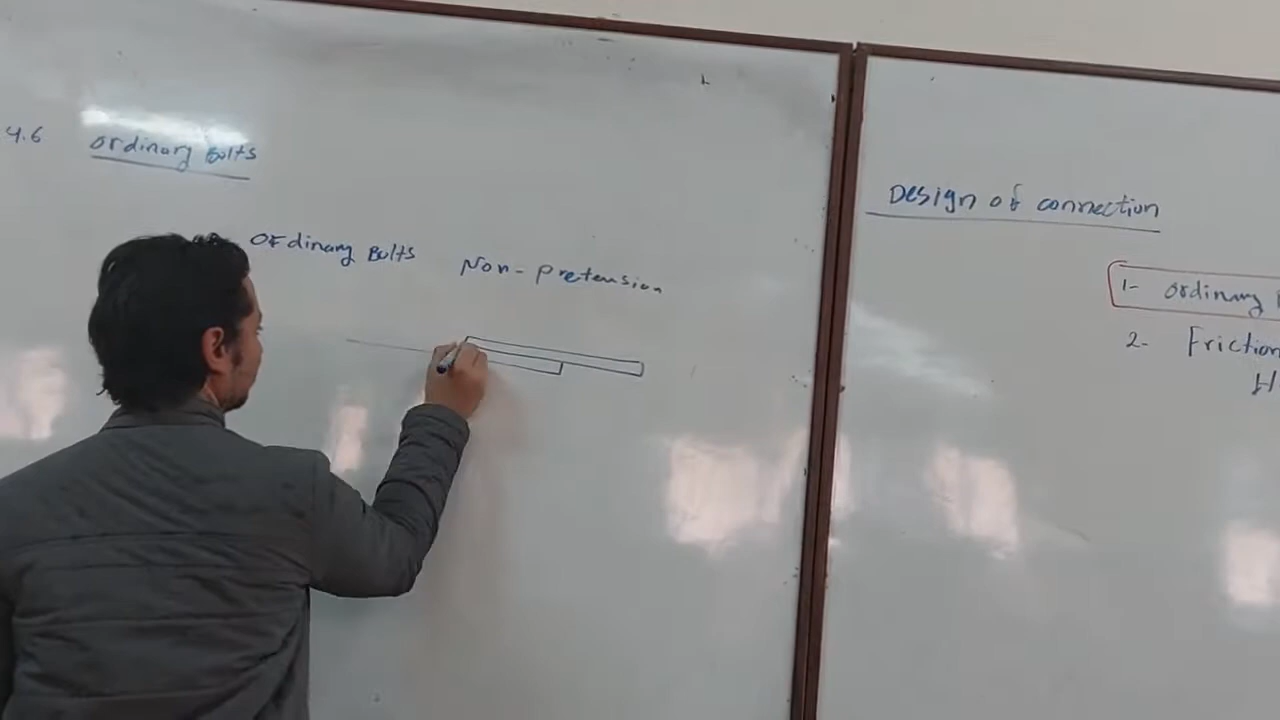 4.6 Ordinary Bolts
Ordinary Bolts Non-pretension
Design of connection
1- ordinary
2- Friction
H